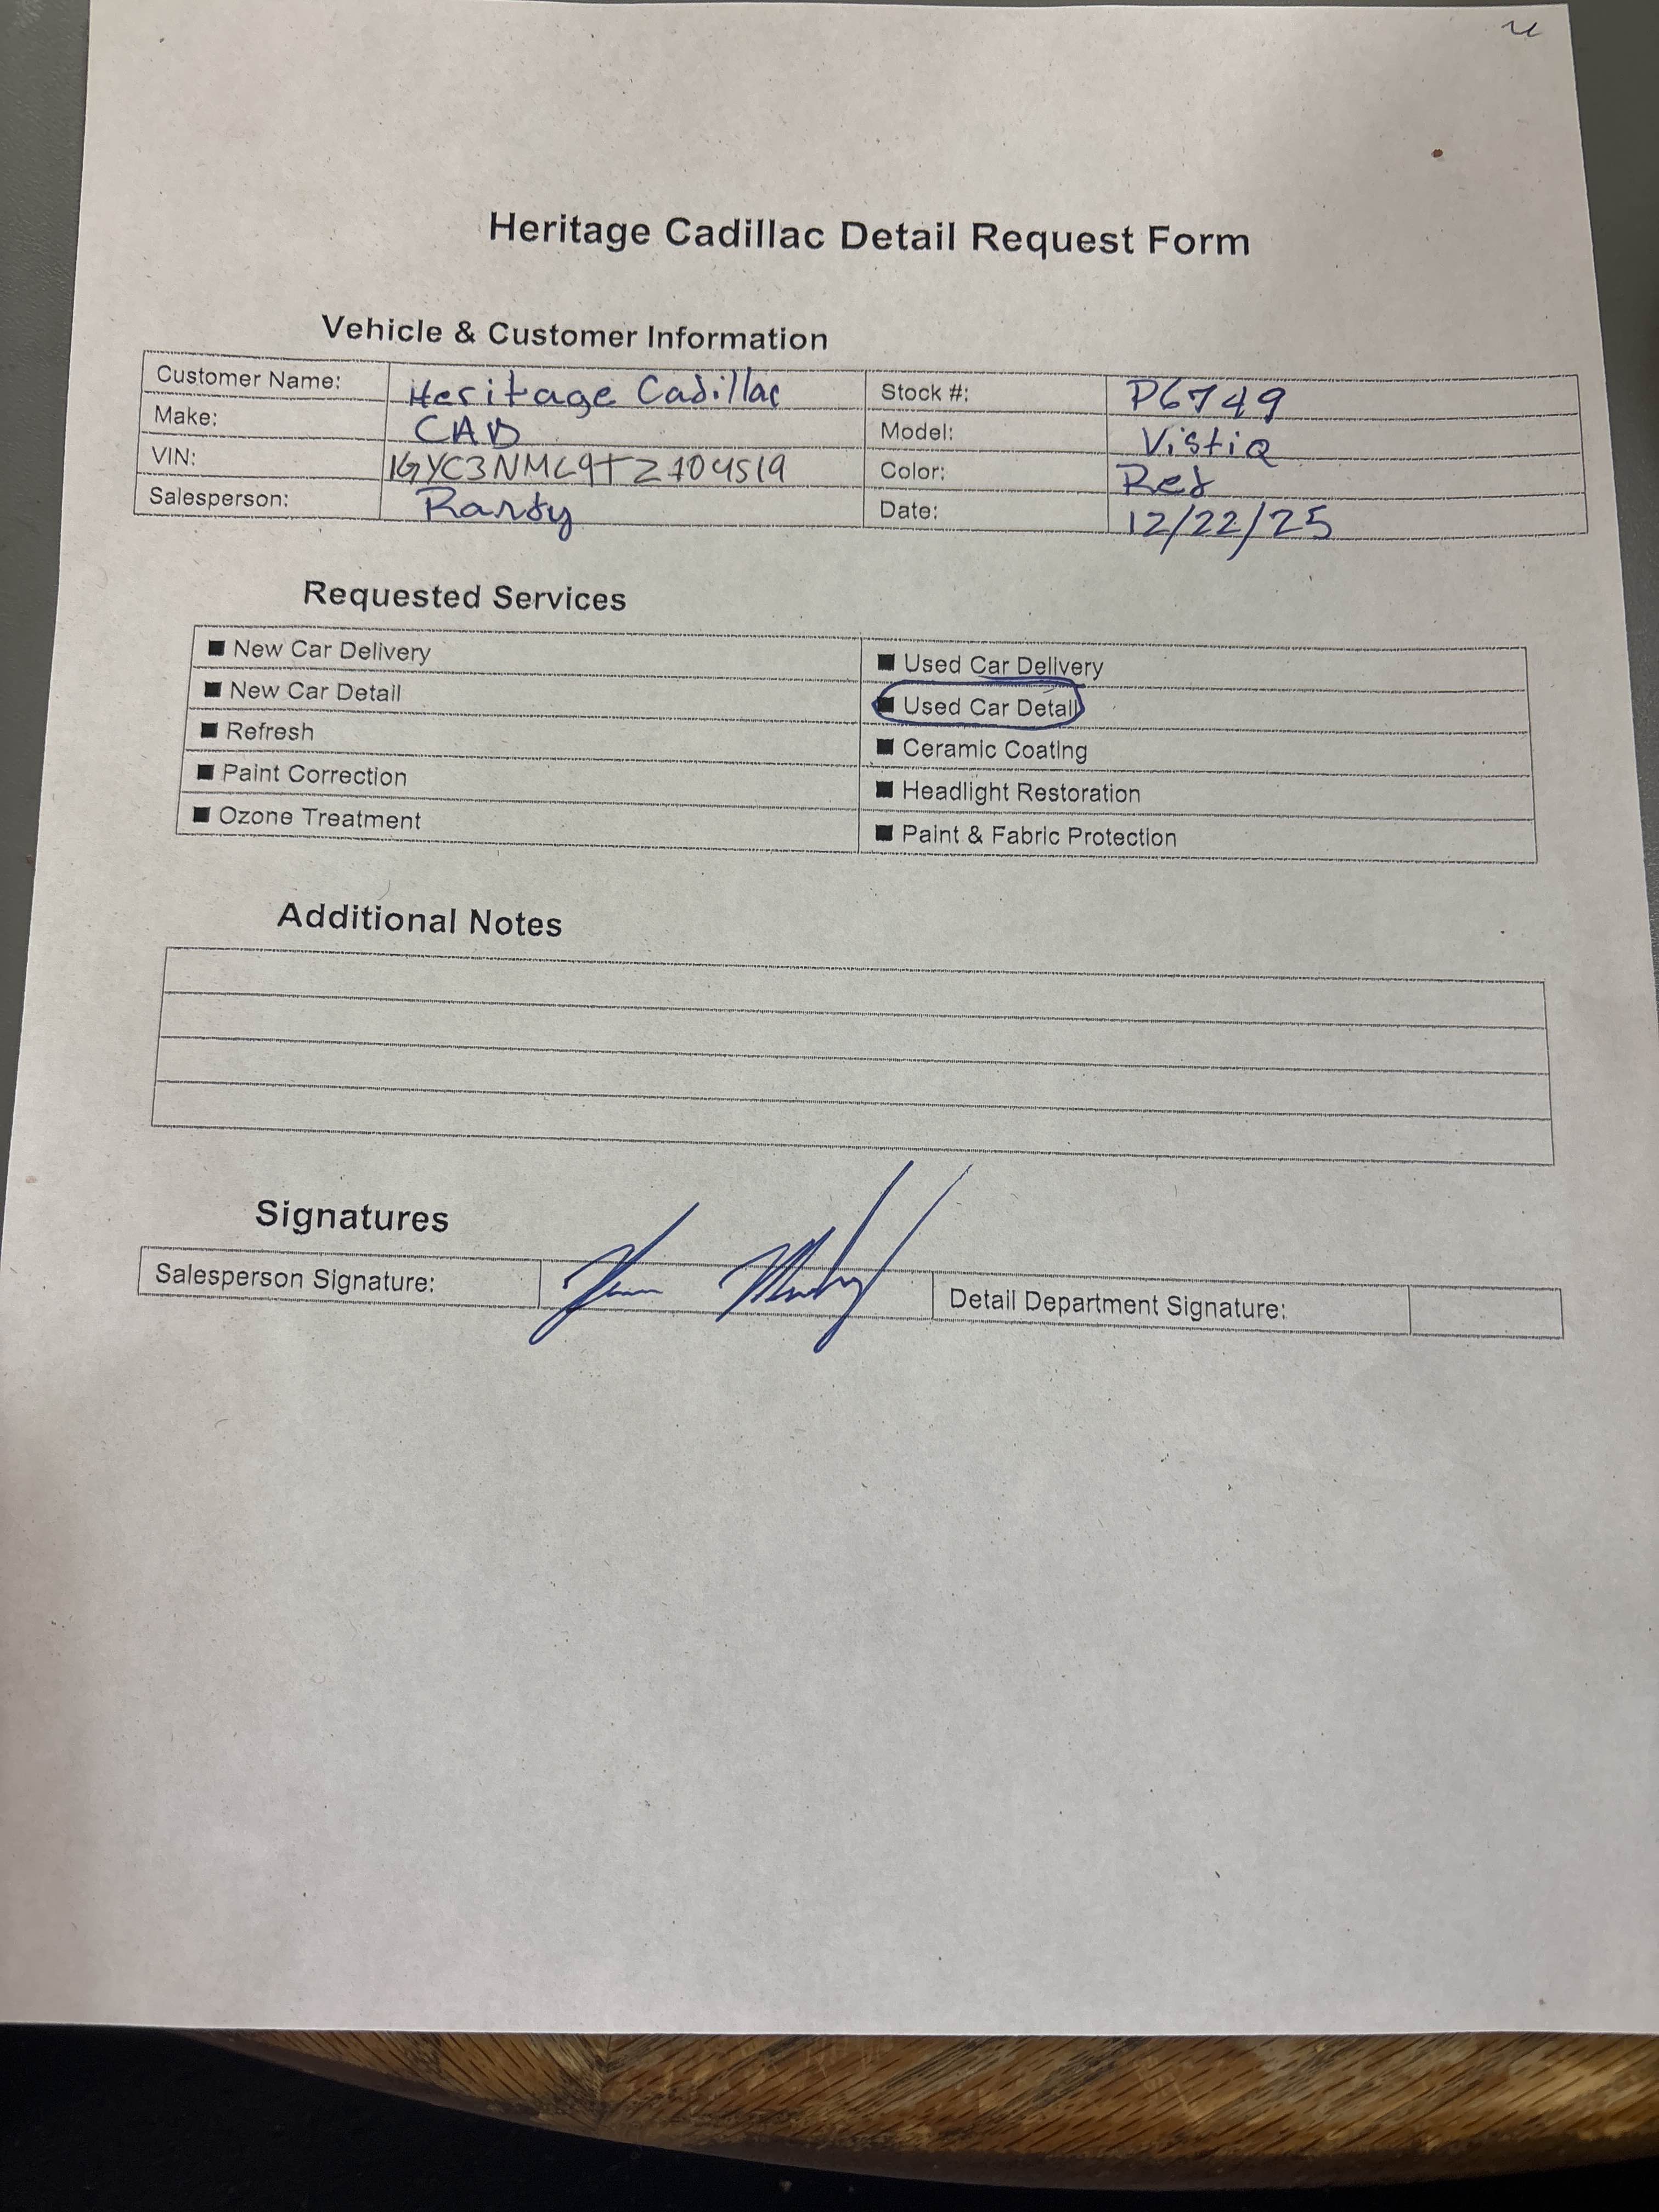 Heritage Cadillac Detail Request Form
Vehicle & Customer Information
Customer Name: Heritage Cadillac Stock #: P6749
Make: CAD Model: Vistiq
VIN: 1GYC3NML9TZ704519 Color: Red
Salesperson: Randy Date: 12/22/25
Requested Services
■ New Car Delivery ■ Used Car Delivery
■ New Car Detail ■ Used Car Detail
■ Refresh ■ Ceramic Coating
■ Paint Correction ■ Headlight Restoration
■ Ozone Treatment ■ Paint & Fabric Protection
Additional Notes
Signatures
Salesperson Signature: Detail Department Signature: